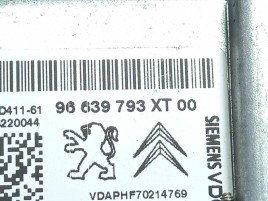 D411-61
96 639 793 XT 00
220044
VDAPHF70214769
SIEMENS VD